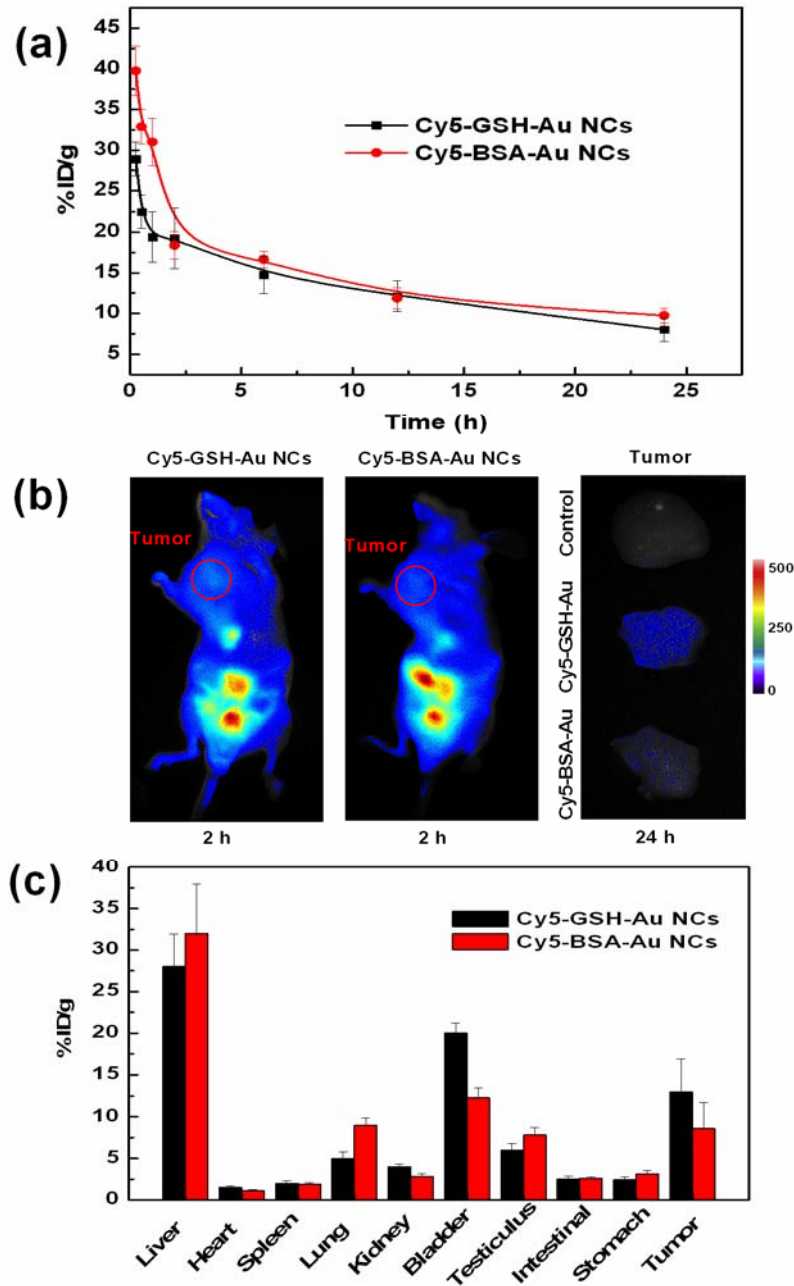 (a)
45
40
35
30
25
20
15
10
5
%ID/g
Cy5-GSH-Au NCs
Cy5-BSA-Au NCs
0 5 10 15 20 25
Time (h)
(b)
Cy5-GSH-Au NCs Cy5-BSA-Au NCs Tumor
Tumor Tumor
Control
Cy5-GSH-Au
Cy5-BSA-Au
500
250
0
2 h 2 h 24 h
(c)
40
35
30
25
20
15
10
5
0
%ID/g
Cy5-GSH-Au NCs
Cy5-BSA-Au NCs
Liver Heart Spleen Lung Kidney Bladder Testiculus Intestinal Stomach Tumor